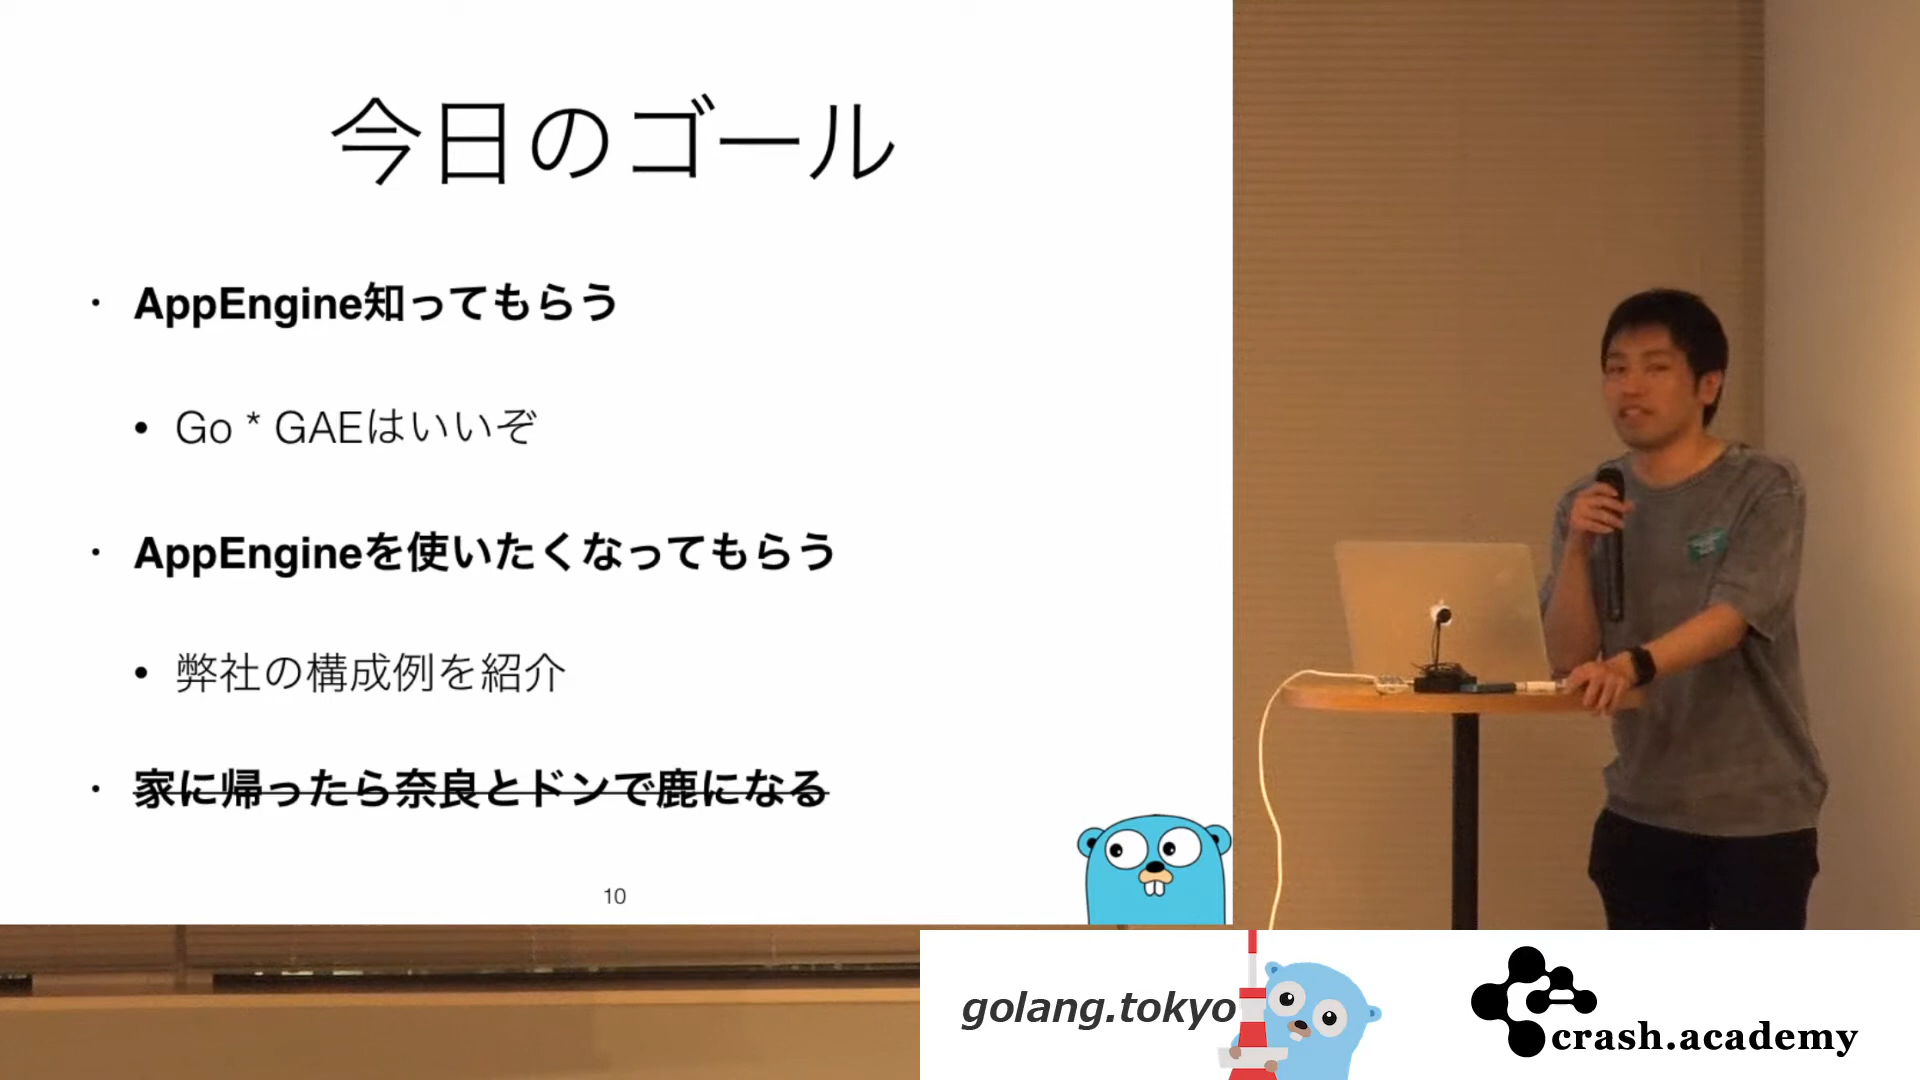 今日のゴール
・ AppEngine知ってもらう
• Go * GAEはいいぞ
・ AppEngineを使いたくなってもらう
• 弊社の構成例を紹介
・ 家に帰ったら奈良とドンで鹿になる
10
golang.tokyo
crash.academy